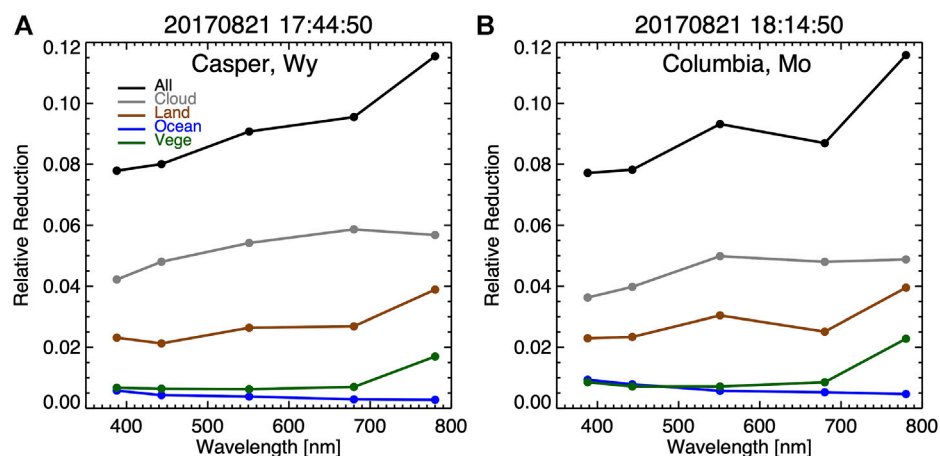 A
20170821 17:44:50
Casper, Wy
All
Cloud
Land
Ocean
Vege
Relative Reduction
0.12
0.10
0.08
0.06
0.04
0.02
0.00
400 500 600 700 800
Wavelength [nm]
B
20170821 18:14:50
Columbia, Mo
Relative Reduction
0.12
0.10
0.08
0.06
0.04
0.02
0.00
400 500 600 700 800
Wavelength [nm]